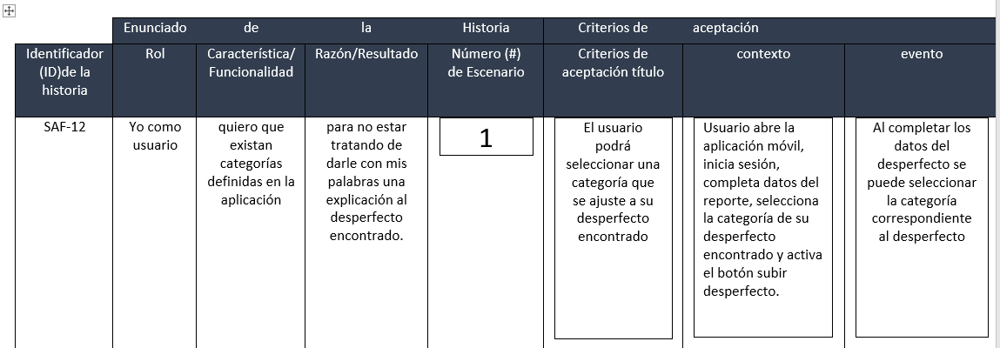 Enunciado de la Historia
Criterios de aceptación
Identificador
(ID)de la
historia
Rol
Característica/
Funcionalidad
Razón/Resultado
Número (#)
de Escenario
Criterios de
aceptación título
contexto
evento
SAF-12
Yo como
usuario
quiero que
existan
categorías
definidas en la
aplicación
para no estar
tratando de
darle con mis
palabras una
explicación al
desperfecto
encontrado.
1
El usuario
podrá
seleccionar una
categoría que
se ajuste a su
desperfecto
encontrado
Usuario abre la
aplicación móvil,
inicia sesión,
completa datos del
reporte, selecciona
la categoría de su
desperfecto
encontrado y activa
el botón subir
desperfecto.
Al completar los
datos del
desperfecto se
puede seleccionar
la categoría
correspondiente
al desperfecto